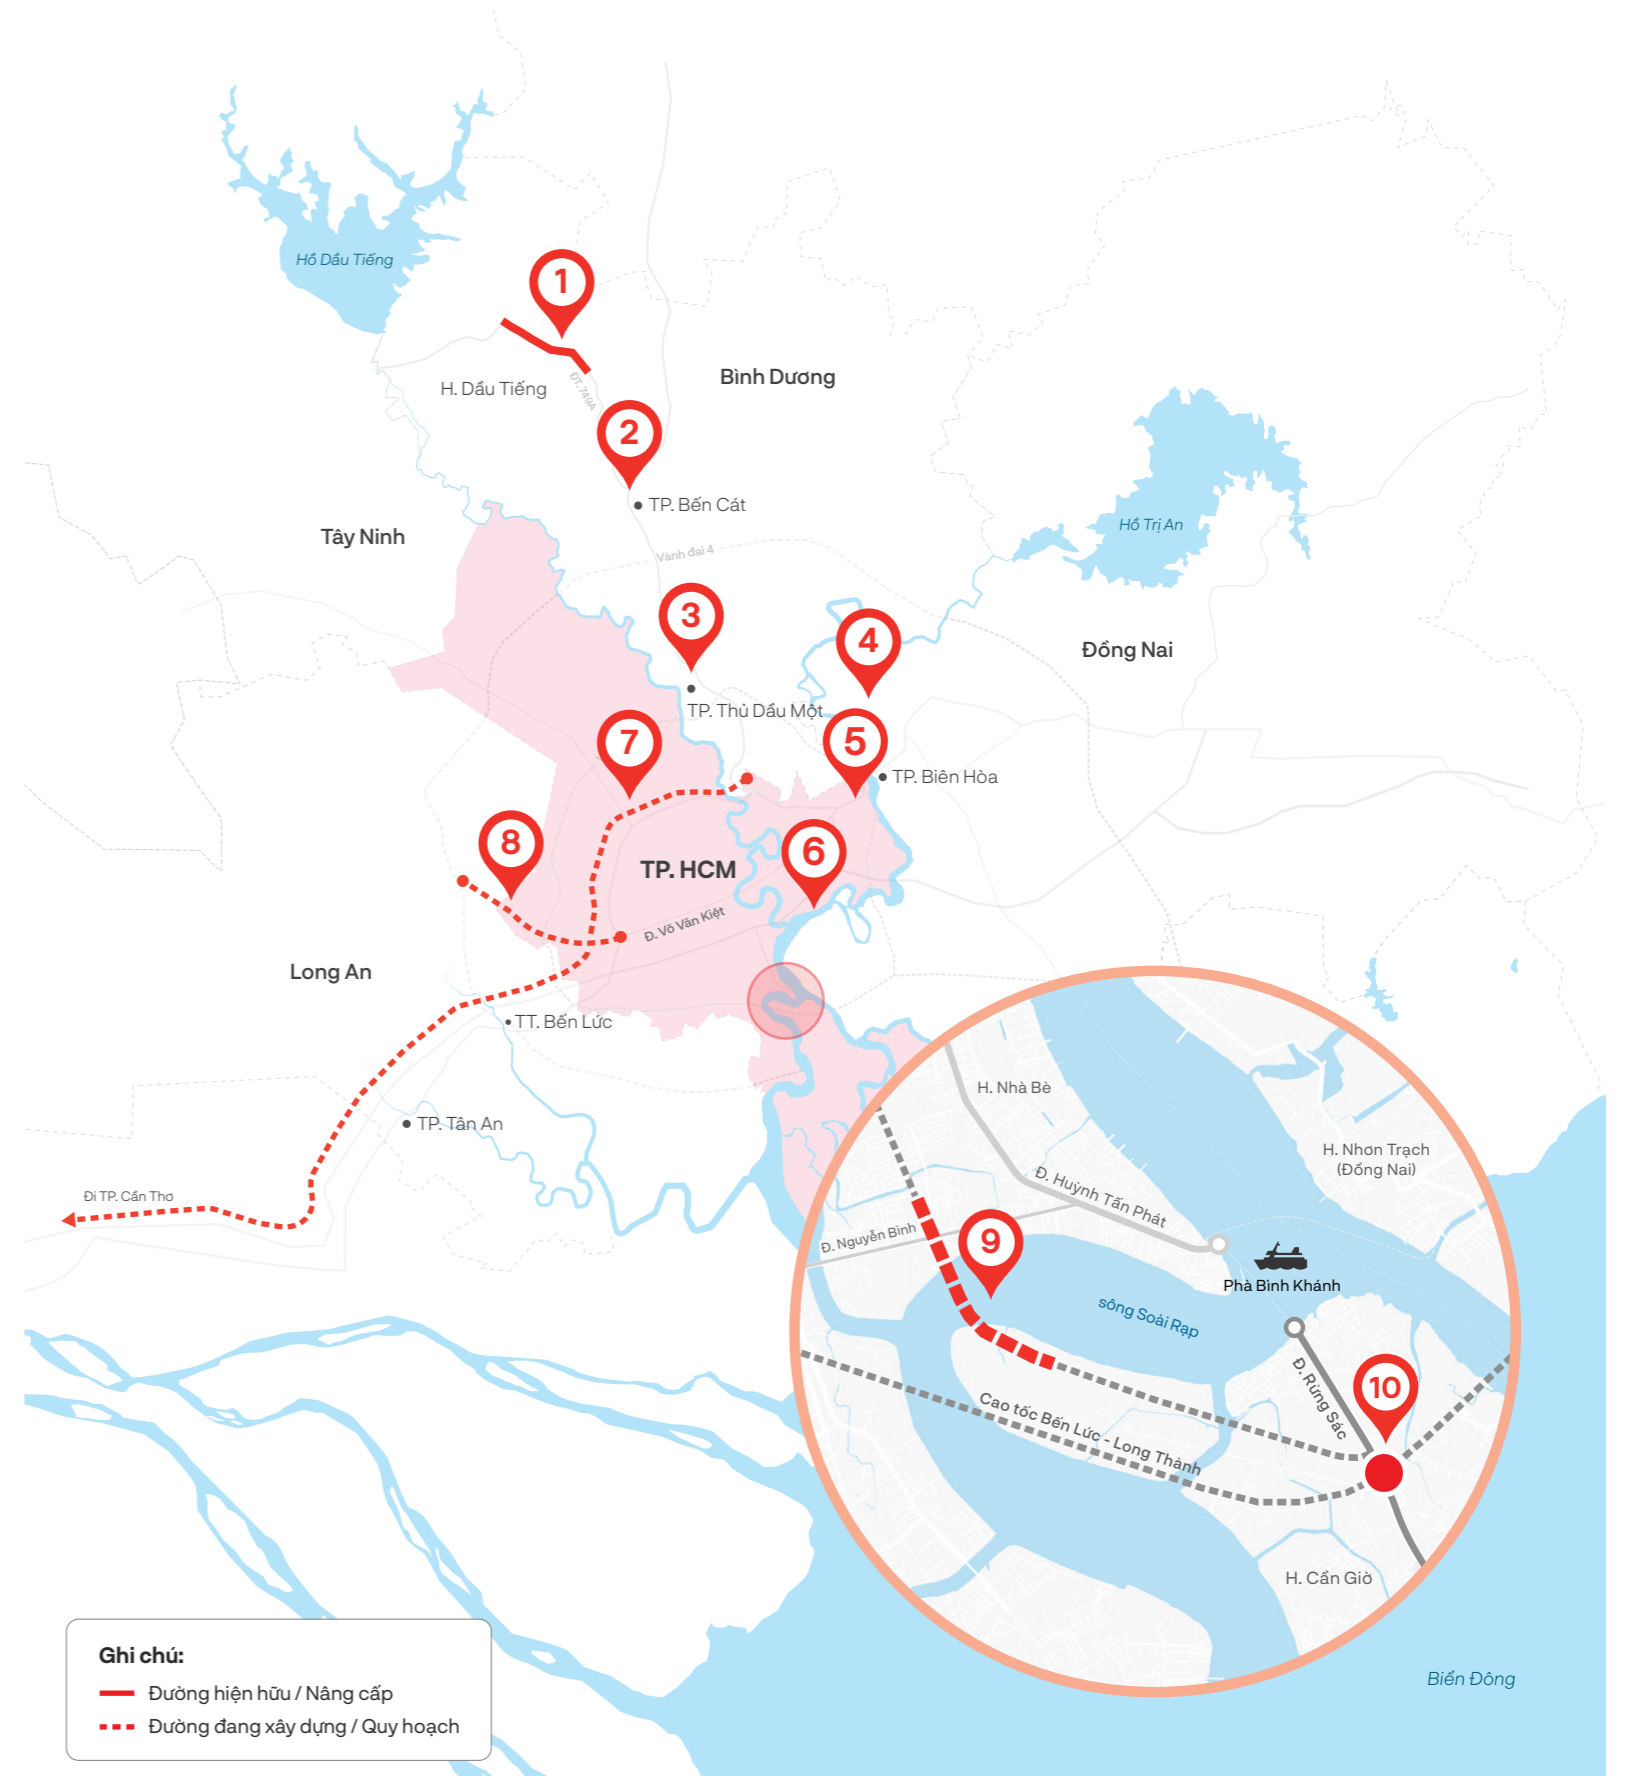 Hồ Dầu Tiếng
1
Bình Dương
H. Dầu Tiếng
ĐT.749A
2
TP. Bến Cát
Hồ Trị An
Tây Ninh
Vành đai 4
3
4
Đồng Nai
TP. Thủ Dầu Một
7
5
TP. Biên Hòa
8
6
TP. HCM
Đ. Võ Văn Kiệt
Long An
TT. Bến Lức
TP. Tân An
Đi TP. Cần Thơ
H. Nhà Bè
H. Nhơn Trạch
(Đồng Nai)
Đ. Huỳnh Tấn Phát
Đ. Nguyễn Bình
9
Phà Bình Khánh
sông Soài Rạp
Đ. Rừng Sác
10
Cao tốc Bến Lức - Long Thành
H. Cần Giờ
Biển Đông
Ghi chú:
Đường hiện hữu / Nâng cấp
Đường đang xây dựng / Quy hoạch